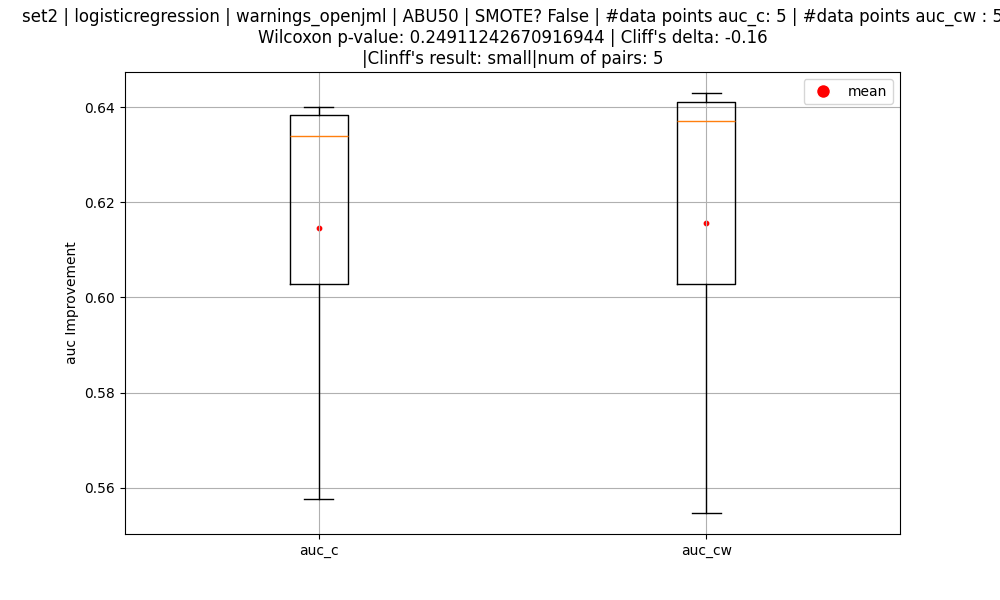 set2 | logisticregression | warnings_openjml | ABU50 | SMOTE? False | #data points auc_c: 5 | #data points auc_cw : 5
Wilcoxon p-value: 0.24911242670916944 | Cliff's delta: -0.16
|Clinff's result: small|num of pairs: 5
mean
0.64
0.62
0.60
0.58
0.56
auc Improvement
auc_c
auc_cw